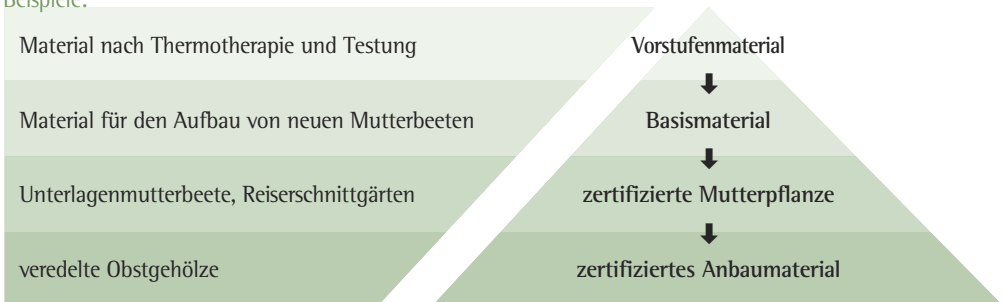 Beispiele:
Material nach Thermotherapie und Testung
Vorstufenmaterial
Material für den Aufbau von neuen Mutterbeeten
Basismaterial
Unterlagenmutterbeete, Reiserschnittgärten
zertifizierte Mutterpflanze
veredelte Obstgehölze
zertifiziertes Anbaumaterial